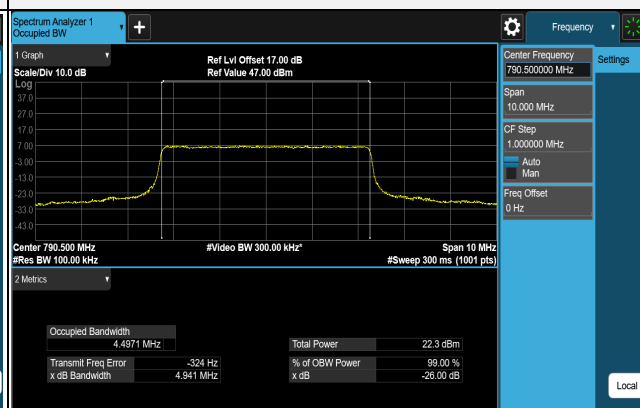 Spectrum Analyzer 1
Occupied BW
+
Frequency
1 Graph
Scale/Div 10.0 dB
Ref Lvl Offset 17.00 dB
Ref Value 47.00 dBm
Log
37.0
27.0
17.0
7.00
-3.00
-13.0
-23.0
-33.0
-43.0
Center 790.500 MHz
#Video BW 300.00 kHz*
Span 10 MHz
#Res BW 100.00 kHz
#Sweep 300 ms (1001 pts)
2 Metrics
Occupied Bandwidth
4.4971 MHz
Total Power 22.3 dBm
Transmit Freq Error -324 Hz
% of OBW Power 99.00 %
x dB Bandwidth 4.941 MHz
x dB -26.00 dB
Center Frequency
790.500000 MHz
Settings
Span
10.000 MHz
CF Step
1.000000 MHz
Auto
Man
Freq Offset
0 Hz
Local